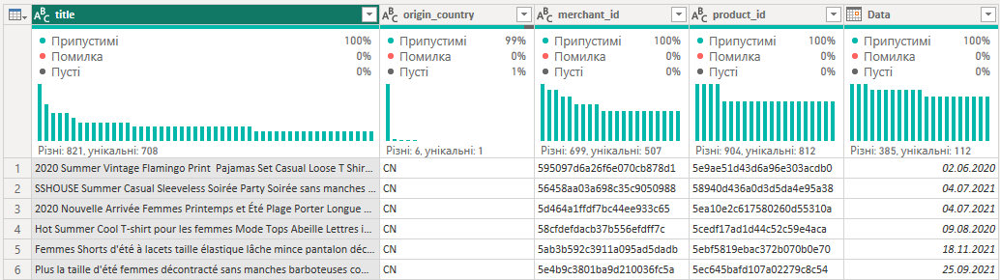 title origin_country merchant_id product_id Data
Припустимі 100% Припустимі 99% Припустимі 100% Припустимі 100% Припустимі 100%
Помилка 0% Помилка 0% Помилка 0% Помилка 0% Помилка 0%
Пусті 0% Пусті 1% Пусті 0% Пусті 0% Пусті 0%
Різні: 821, унікальні: 708 Різні: 6, унікальні: 1 Різні: 699, унікальні: 507 Різні: 904, унікальні: 812 Різні: 385, унікальні: 112
1 2020 Summer Vintage Flamingo Print Pajamas Set Casual Loose T Shir... CN 595097d6a26f6e070cb878d1 5e9ae51d43d6a96e303acdb0 02.06.2020
2 SSHOUSE Summer Casual Sleeveless Soirée Party Soirée sans manches ... CN 56458aa03a698c35c9050988 58940d436a0d3d5da4e95a38 04.07.2021
3 2020 Nouvelle Arrivée Femmes Printemps et Été Plage Porter Longue ... CN 5d464a1ffdf7bc44ee933c65 5ea10e2c617580260d55310a 04.07.2021
4 Hot Summer Cool T-shirt pour les femmes Mode Tops Abeille Lettres i... CN 58cfdefdacb37b556efdff7c 5cedf17ad1d44c52c59e4aca 09.08.2020
5 Femmes Shorts d'été à lacets taille élastique lâche mince pantalon déc... CN 5ab3b592c3911a095ad5dadb 5ebf5819ebac372b070b0e70 18.11.2021
6 Plus la taille d'été femmes décontracté sans manches barboteuses co... CN 5e4b9c3801ba9d210036fc5a 5ec645bafd107a02279c8c54 25.09.2021